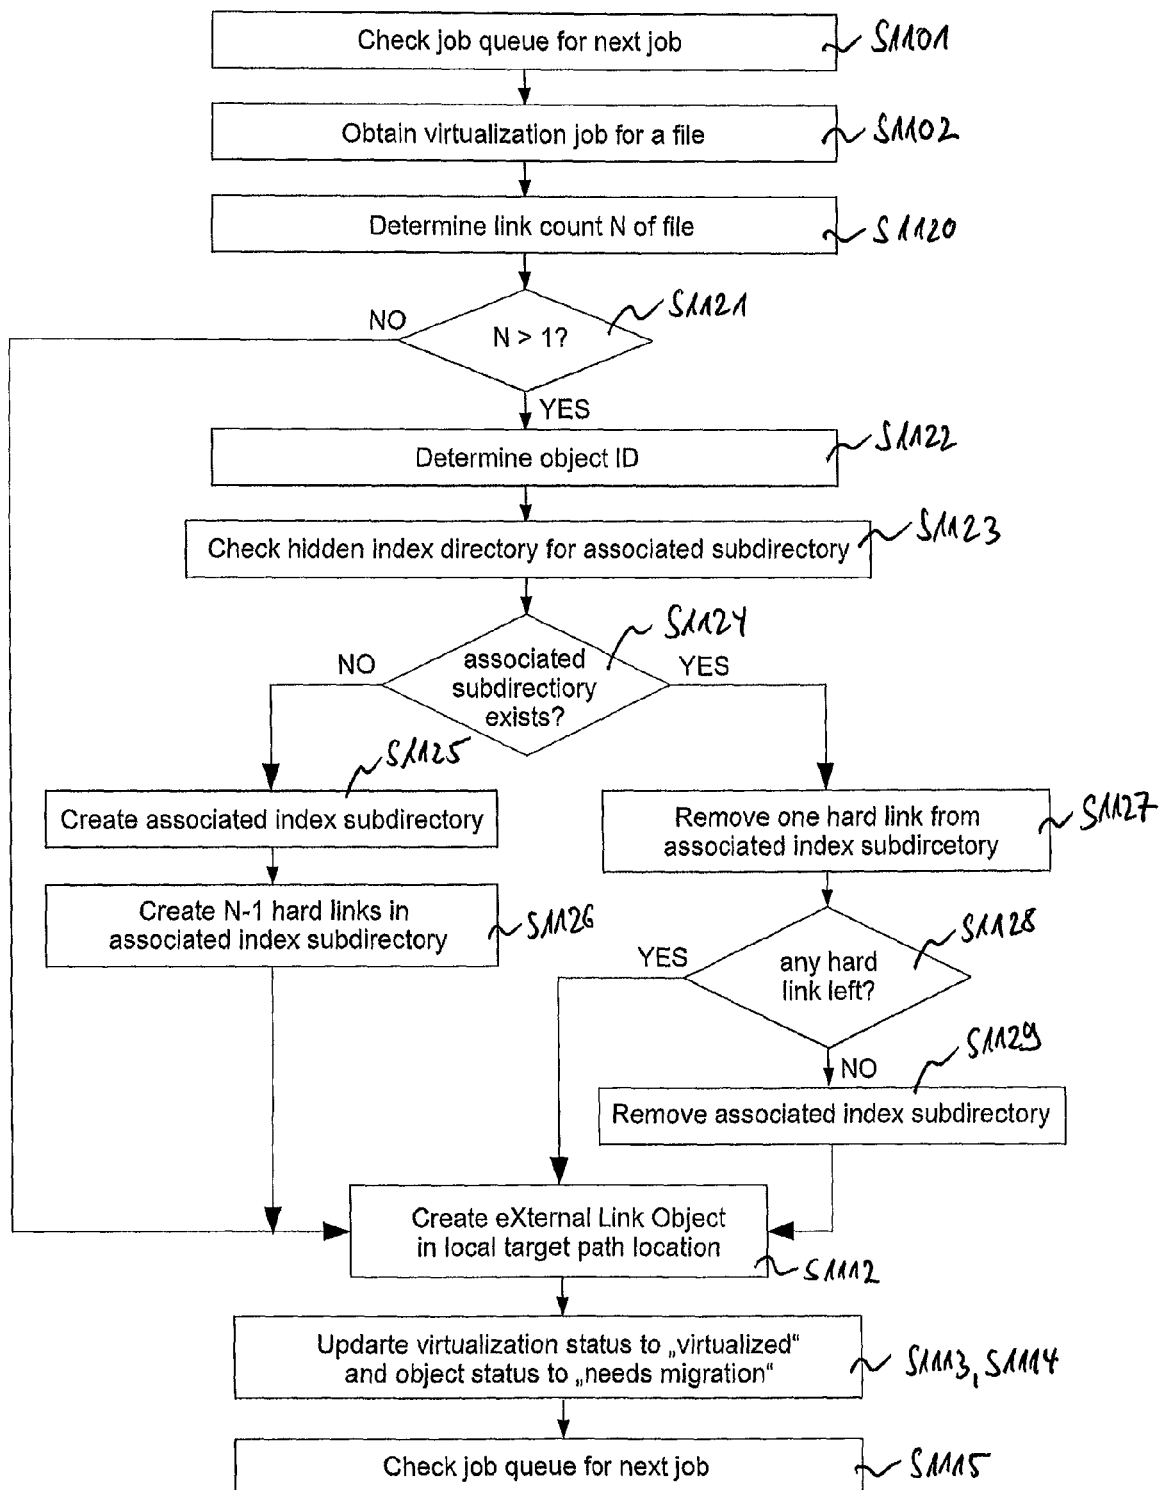 Check job queue for next job
S1101
Obtain virtualization job for a file
S1102
Determine link count N of file
S1120
N > 1?
S1121
NO
YES
Determine object ID
S1122
Check hidden index directory for associated subdirectory
S1123
associated
subdirectiory
exists?
S1124
NO
YES
Create associated index subdirectory
S1125
Remove one hard link from
associated index subdircetory
S1127
Create N-1 hard links in
associated index subdirectory
S1126
any hard
link left?
S1128
YES
NO
Remove associated index subdirectory
S1129
Create eXternal Link Object
in local target path location
S1112
Updarte virtualization status to „virtualized“
and object status to „needs migration“
S1113, S1114
Check job queue for next job
S1115